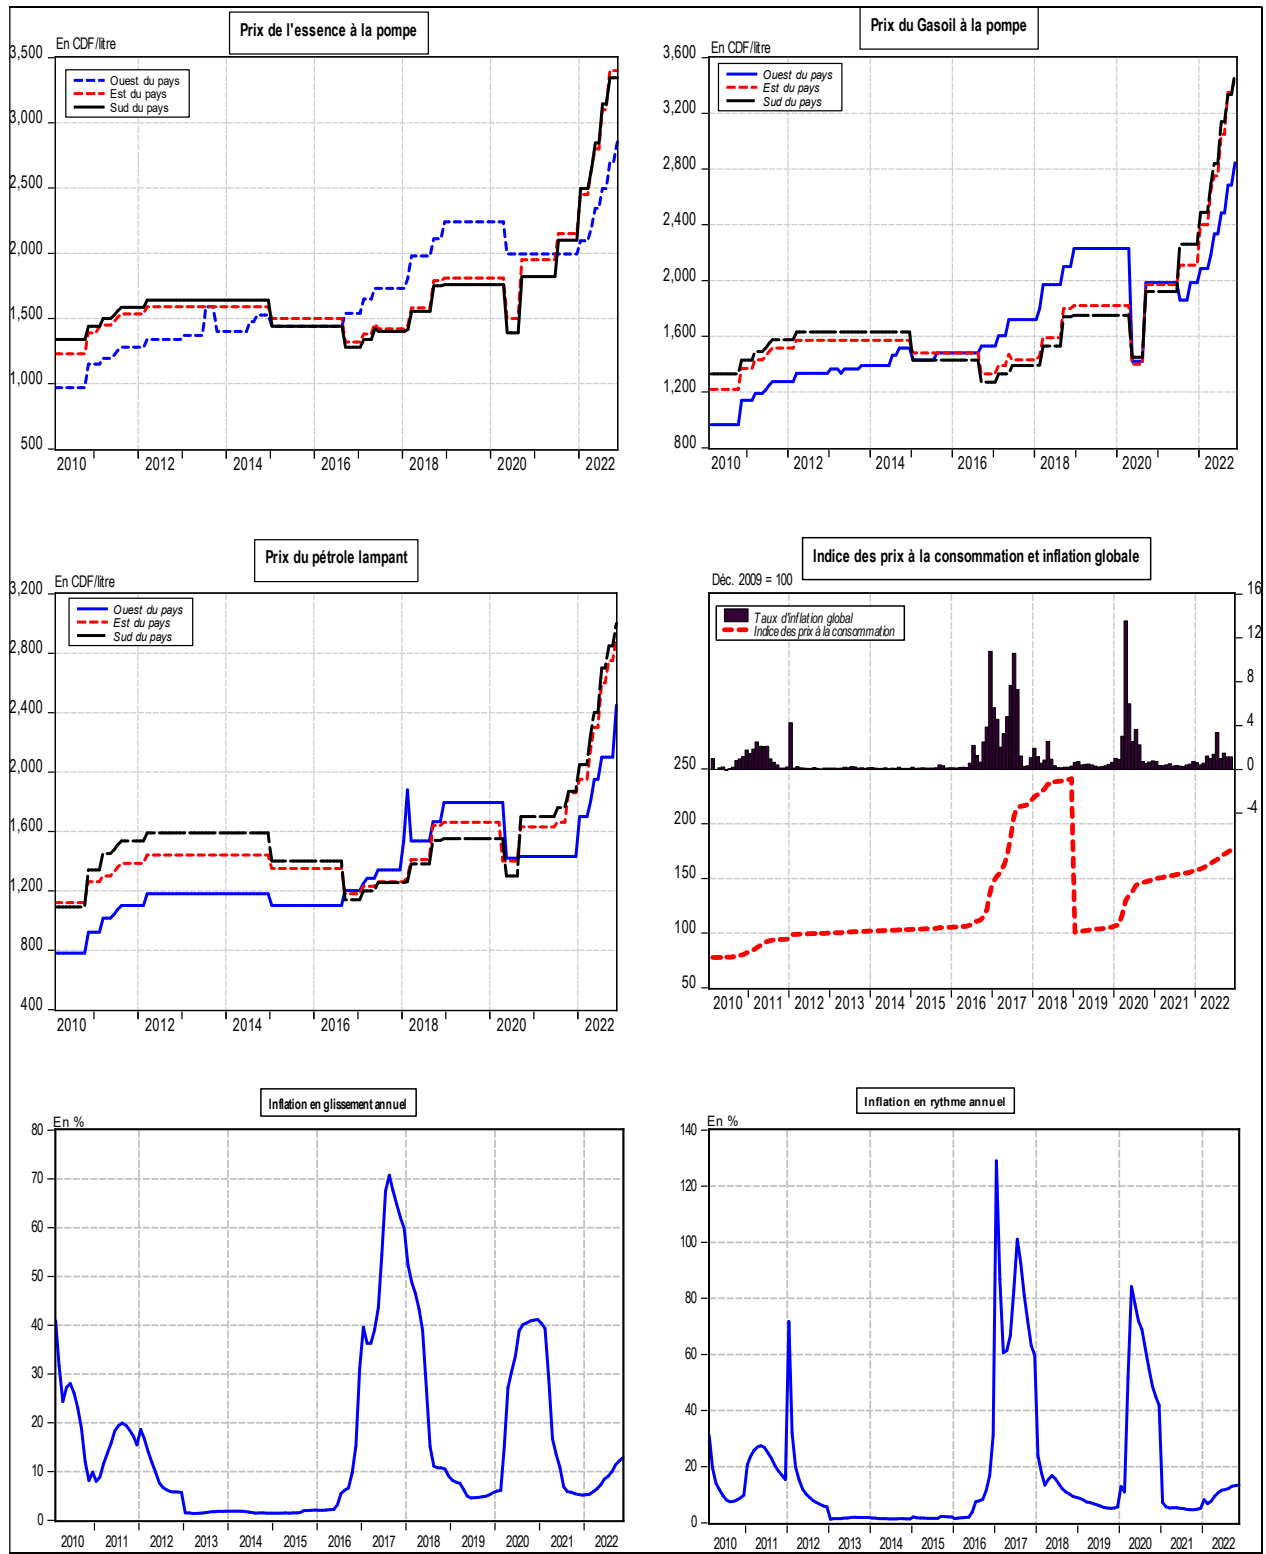 Prix de l'essence à la pompe
En CDF/litre
3,500
3,000
2,500
2,000
1,500
1,000
500
Ouest du pays
Est du pays
Sud du pays
2010 2012 2014 2016 2018 2020 2022
Prix du Gasoil à la pompe
En CDF/litre
3,600
3,200
2,800
2,400
2,000
1,600
1,200
800
Ouest du pays
Est du pays
Sud du pays
2010 2012 2014 2016 2018 2020 2022
Prix du pétrole lampant
En CDF/litre
3,200
2,800
2,400
2,000
1,600
1,200
800
400
Ouest du pays
Est du pays
Sud du pays
2010 2012 2014 2016 2018 2020 2022
Indice des prix à la consommation et inflation globale
Déc. 2009 = 100
Taux d'inflation global
Indice des prix à la consommation
16
12
8
4
0
-4
250
200
150
100
50
2010 2011 2012 2013 2014 2015 2016 2017 2018 2019 2020 2021 2022
Inflation en glissement annuel
En %
80
70
60
50
40
30
20
10
0
2010 2011 2012 2013 2014 2015 2016 2017 2018 2019 2020 2021 2022
Inflation en rythme annuel
En %
140
120
100
80
60
40
20
0
2010 2011 2012 2013 2014 2015 2016 2017 2018 2019 2020 2021 2022